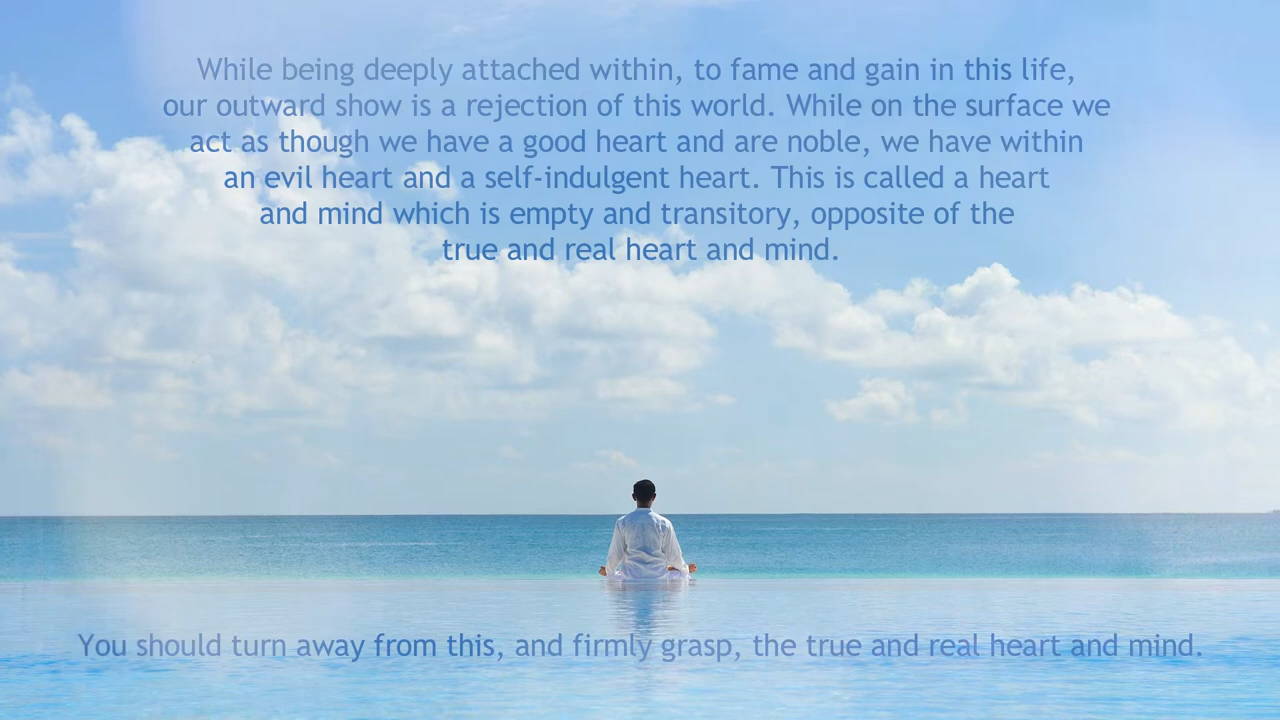 While being deeply attached within, to fame and gain in this life,
our outward show is a rejection of this world. While on the surface we
act as though we have a good heart and are noble, we have within
an evil heart and a self-indulgent heart. This is called a heart
and mind which is empty and transitory, opposite of the
true and real heart and mind.
You should turn away from this, and firmly grasp, the true and real heart and mind.